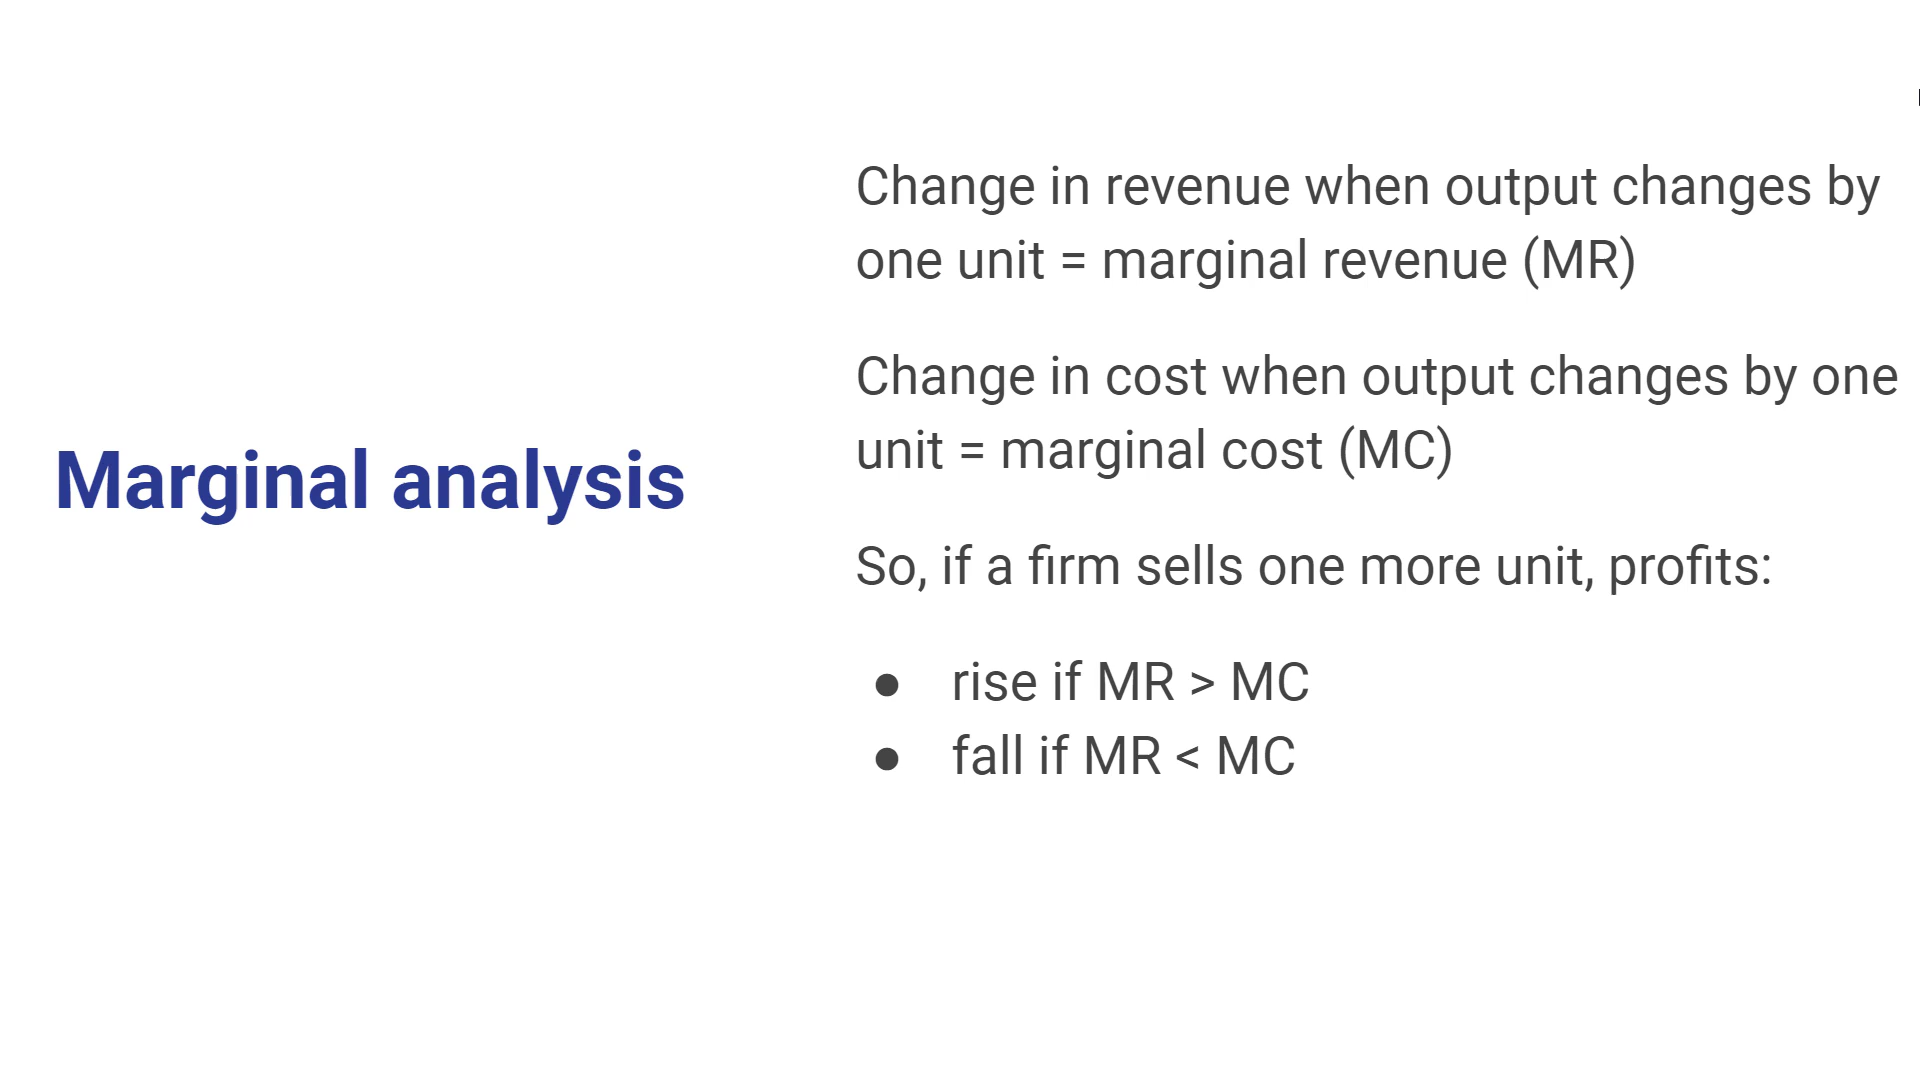 Marginal analysis
Change in revenue when output changes by
one unit = marginal revenue (MR)
Change in cost when output changes by one
unit = marginal cost (MC)
So, if a firm sells one more unit, profits:
● rise if MR > MC
● fall if MR < MC